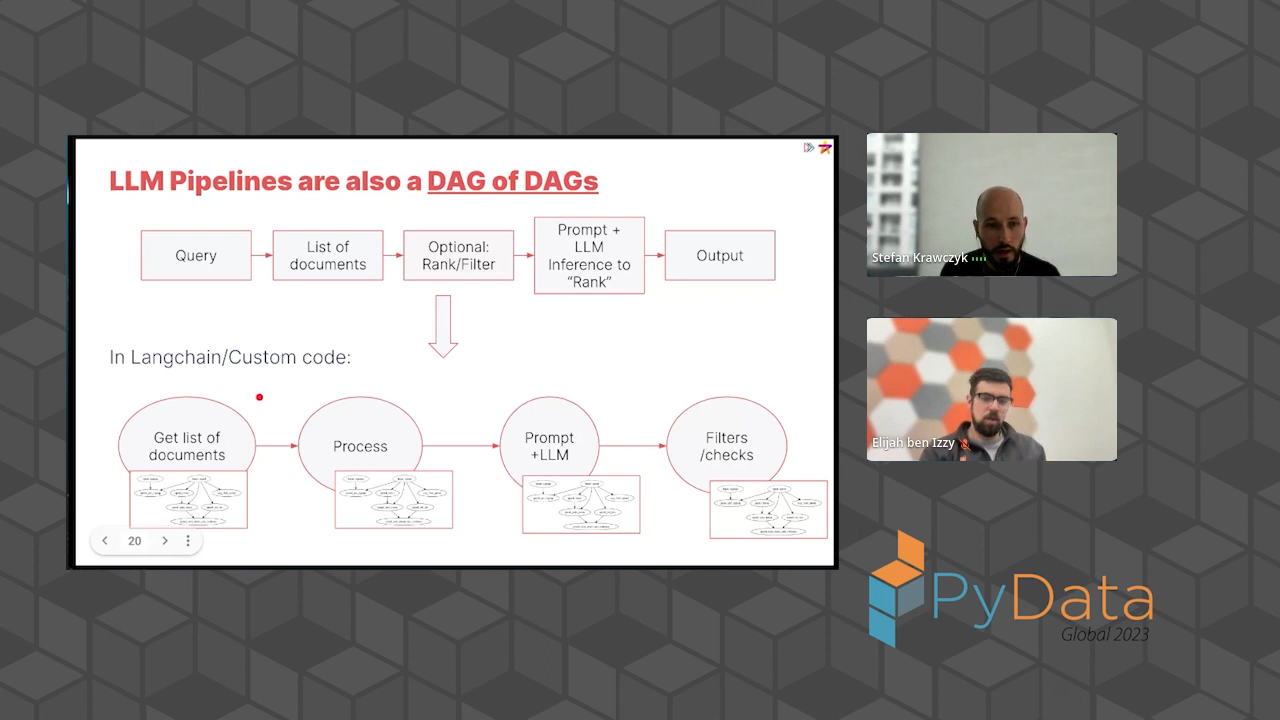 LLM Pipelines are also a DAG of DAGs
Query
List of
documents
Optional:
Rank/Filter
Prompt +
LLM
Inference to
“Rank”
Output
In Langchain/Custom code:
Get list of
documents
Process
Prompt
+LLM
Filters
/checks
20
Stefan Krawczyk
Elijah ben Izzy
PyData
Global 2023